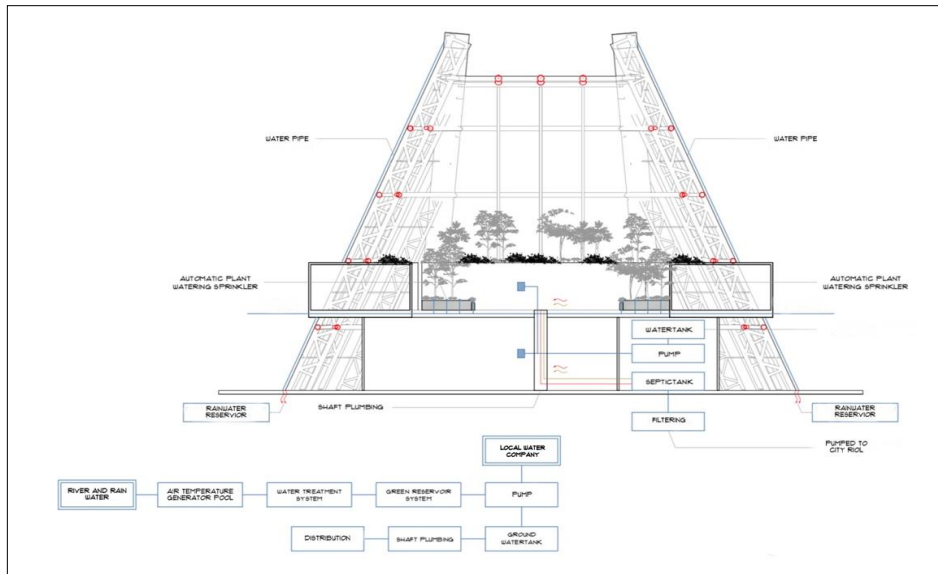 WATER PIPE
WATER PIPE
AUTOMATIC PLANT
WATERING SPRINKLER
AUTOMATIC PLANT
WATERING SPRINKLER
WATERTANK
PUMP
SEPTICTANK
RAINWATER
RESERVIOR
SHAFT PLUMBING
FILTERING
RAINWATER
RESERVIOR
PUMPED TO
CITY RIOL
LOCAL WATER
COMPANY
RIVER AND RAIN
WATER
AIR TEMPERATURE
GENERATOR POOL
WATER TREATMENT
SYSTEM
GREEN RESERVOIR
SYSTEM
PUMP
DISTRIBUTION
SHAFT PLUMBING
GROUND
WATERTANK